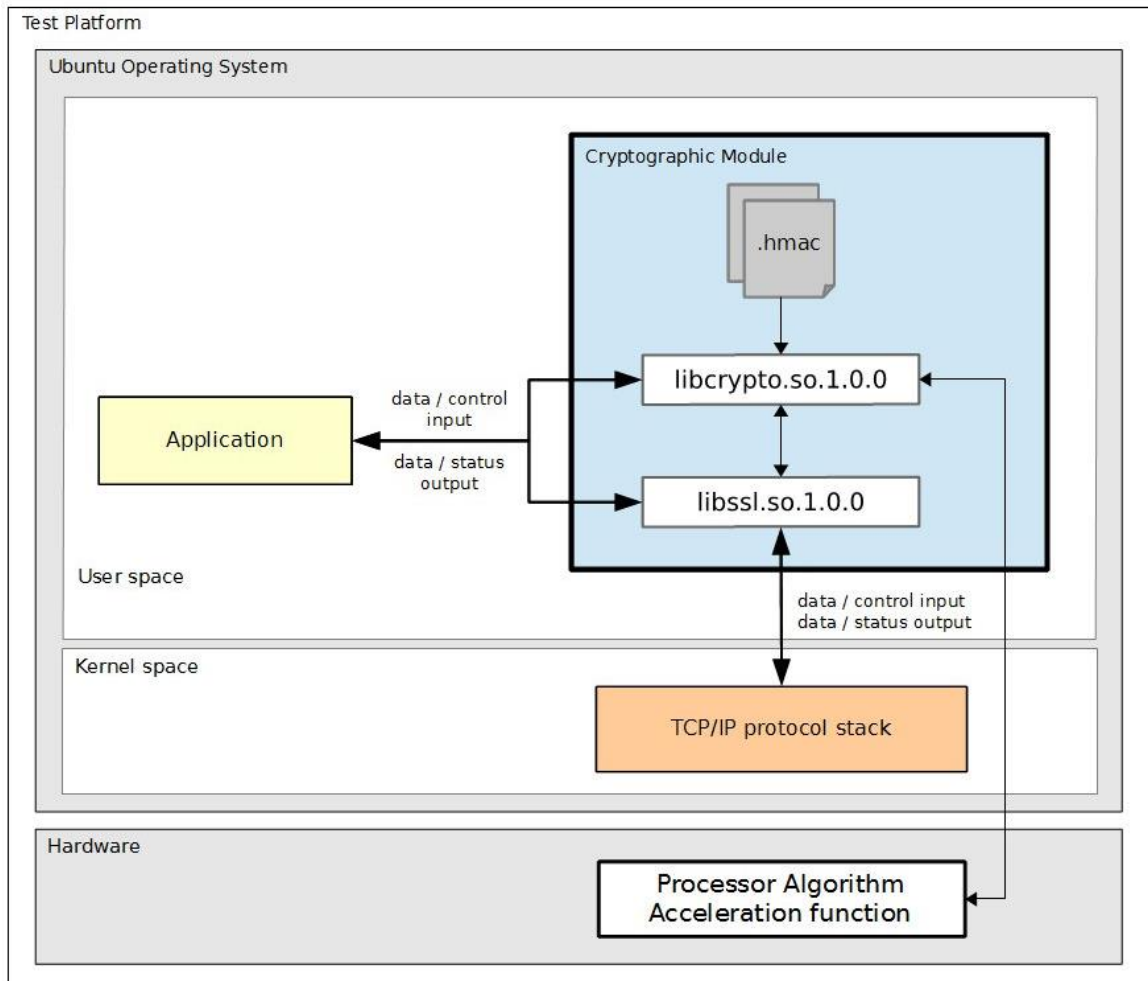 Test Platform
Ubuntu Operating System
Cryptographic Module
.hmac
libcrypto.so.1.0.0
data / control
input
Application
data / status
output
libssl.so.1.0.0
User space
data / control input
data / status output
Kernel space
TCP/IP protocol stack
Hardware
Processor Algorithm
Acceleration function